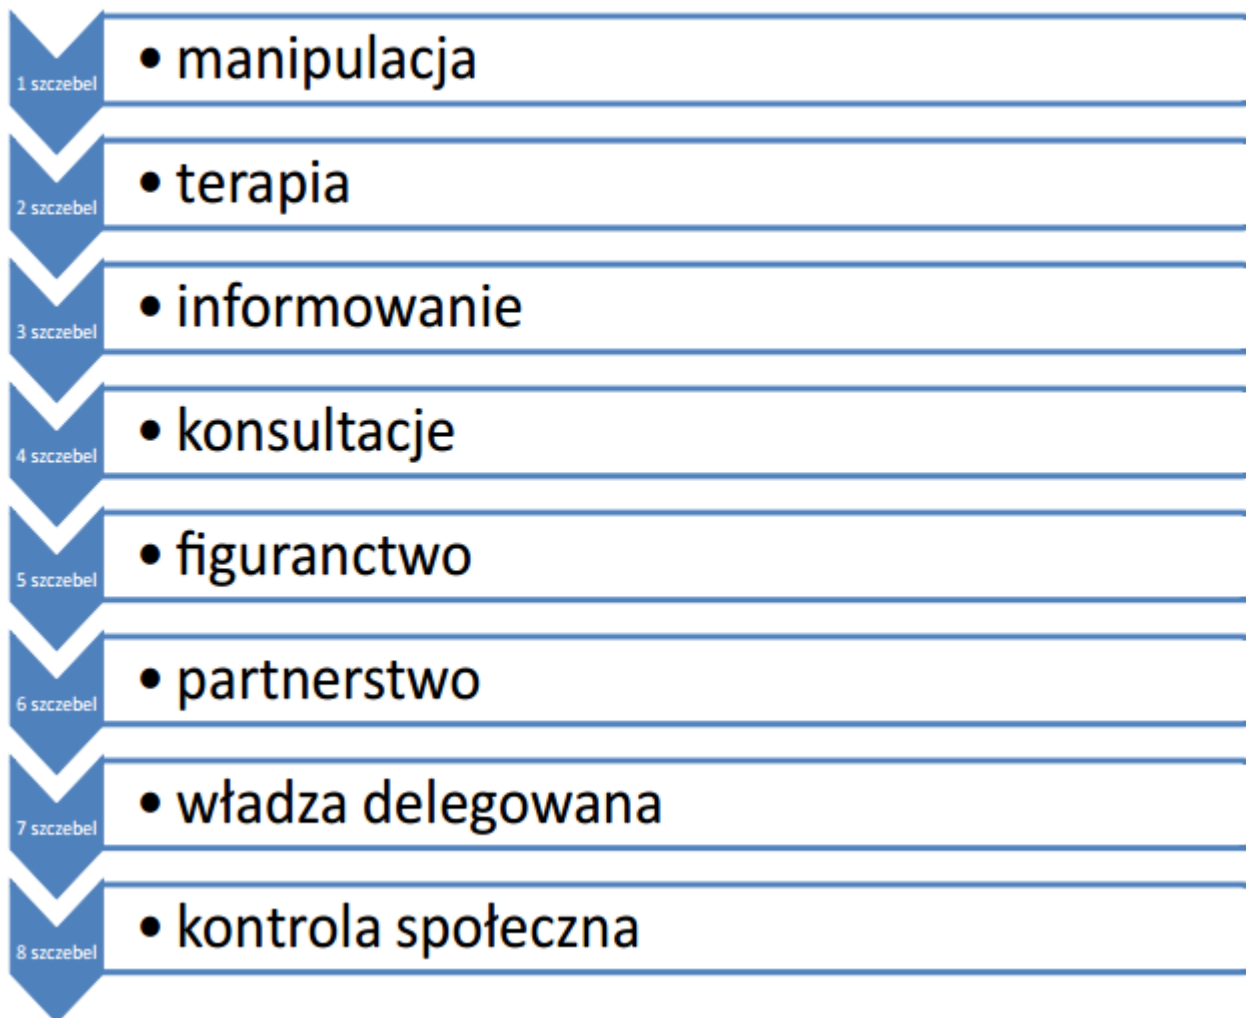 1 szczebel
• manipulacja
2 szczebel
• terapia
3 szczebel
• informowanie
4 szczebel
• konsultacje
5 szczebel
• figuranctwo
6 szczebel
• partnerstwo
7 szczebel
• władza delegowana
8 szczebel
• kontrola społeczna